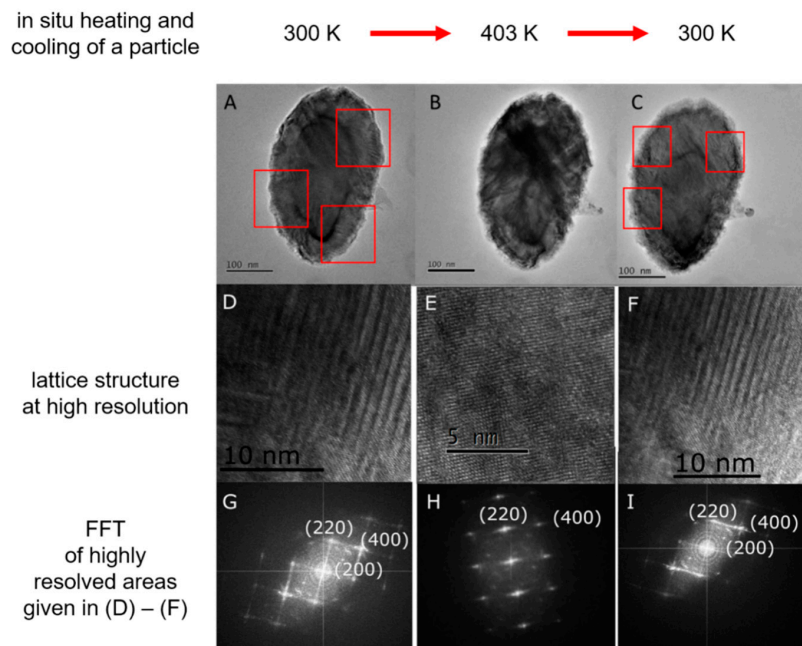 in situ heating and
cooling of a particle
300 K
403 K
300 K
A
B
C
100 nm
100 nm
100 nm
lattice structure
at high resolution
D
E
F
10 nm
5 nm
10 nm
FFT
of highly
resolved areas
given in (D) – (F)
G
(220)
(400)
(200)
H
(220)
(400)
I
(220)
(400)
(200)